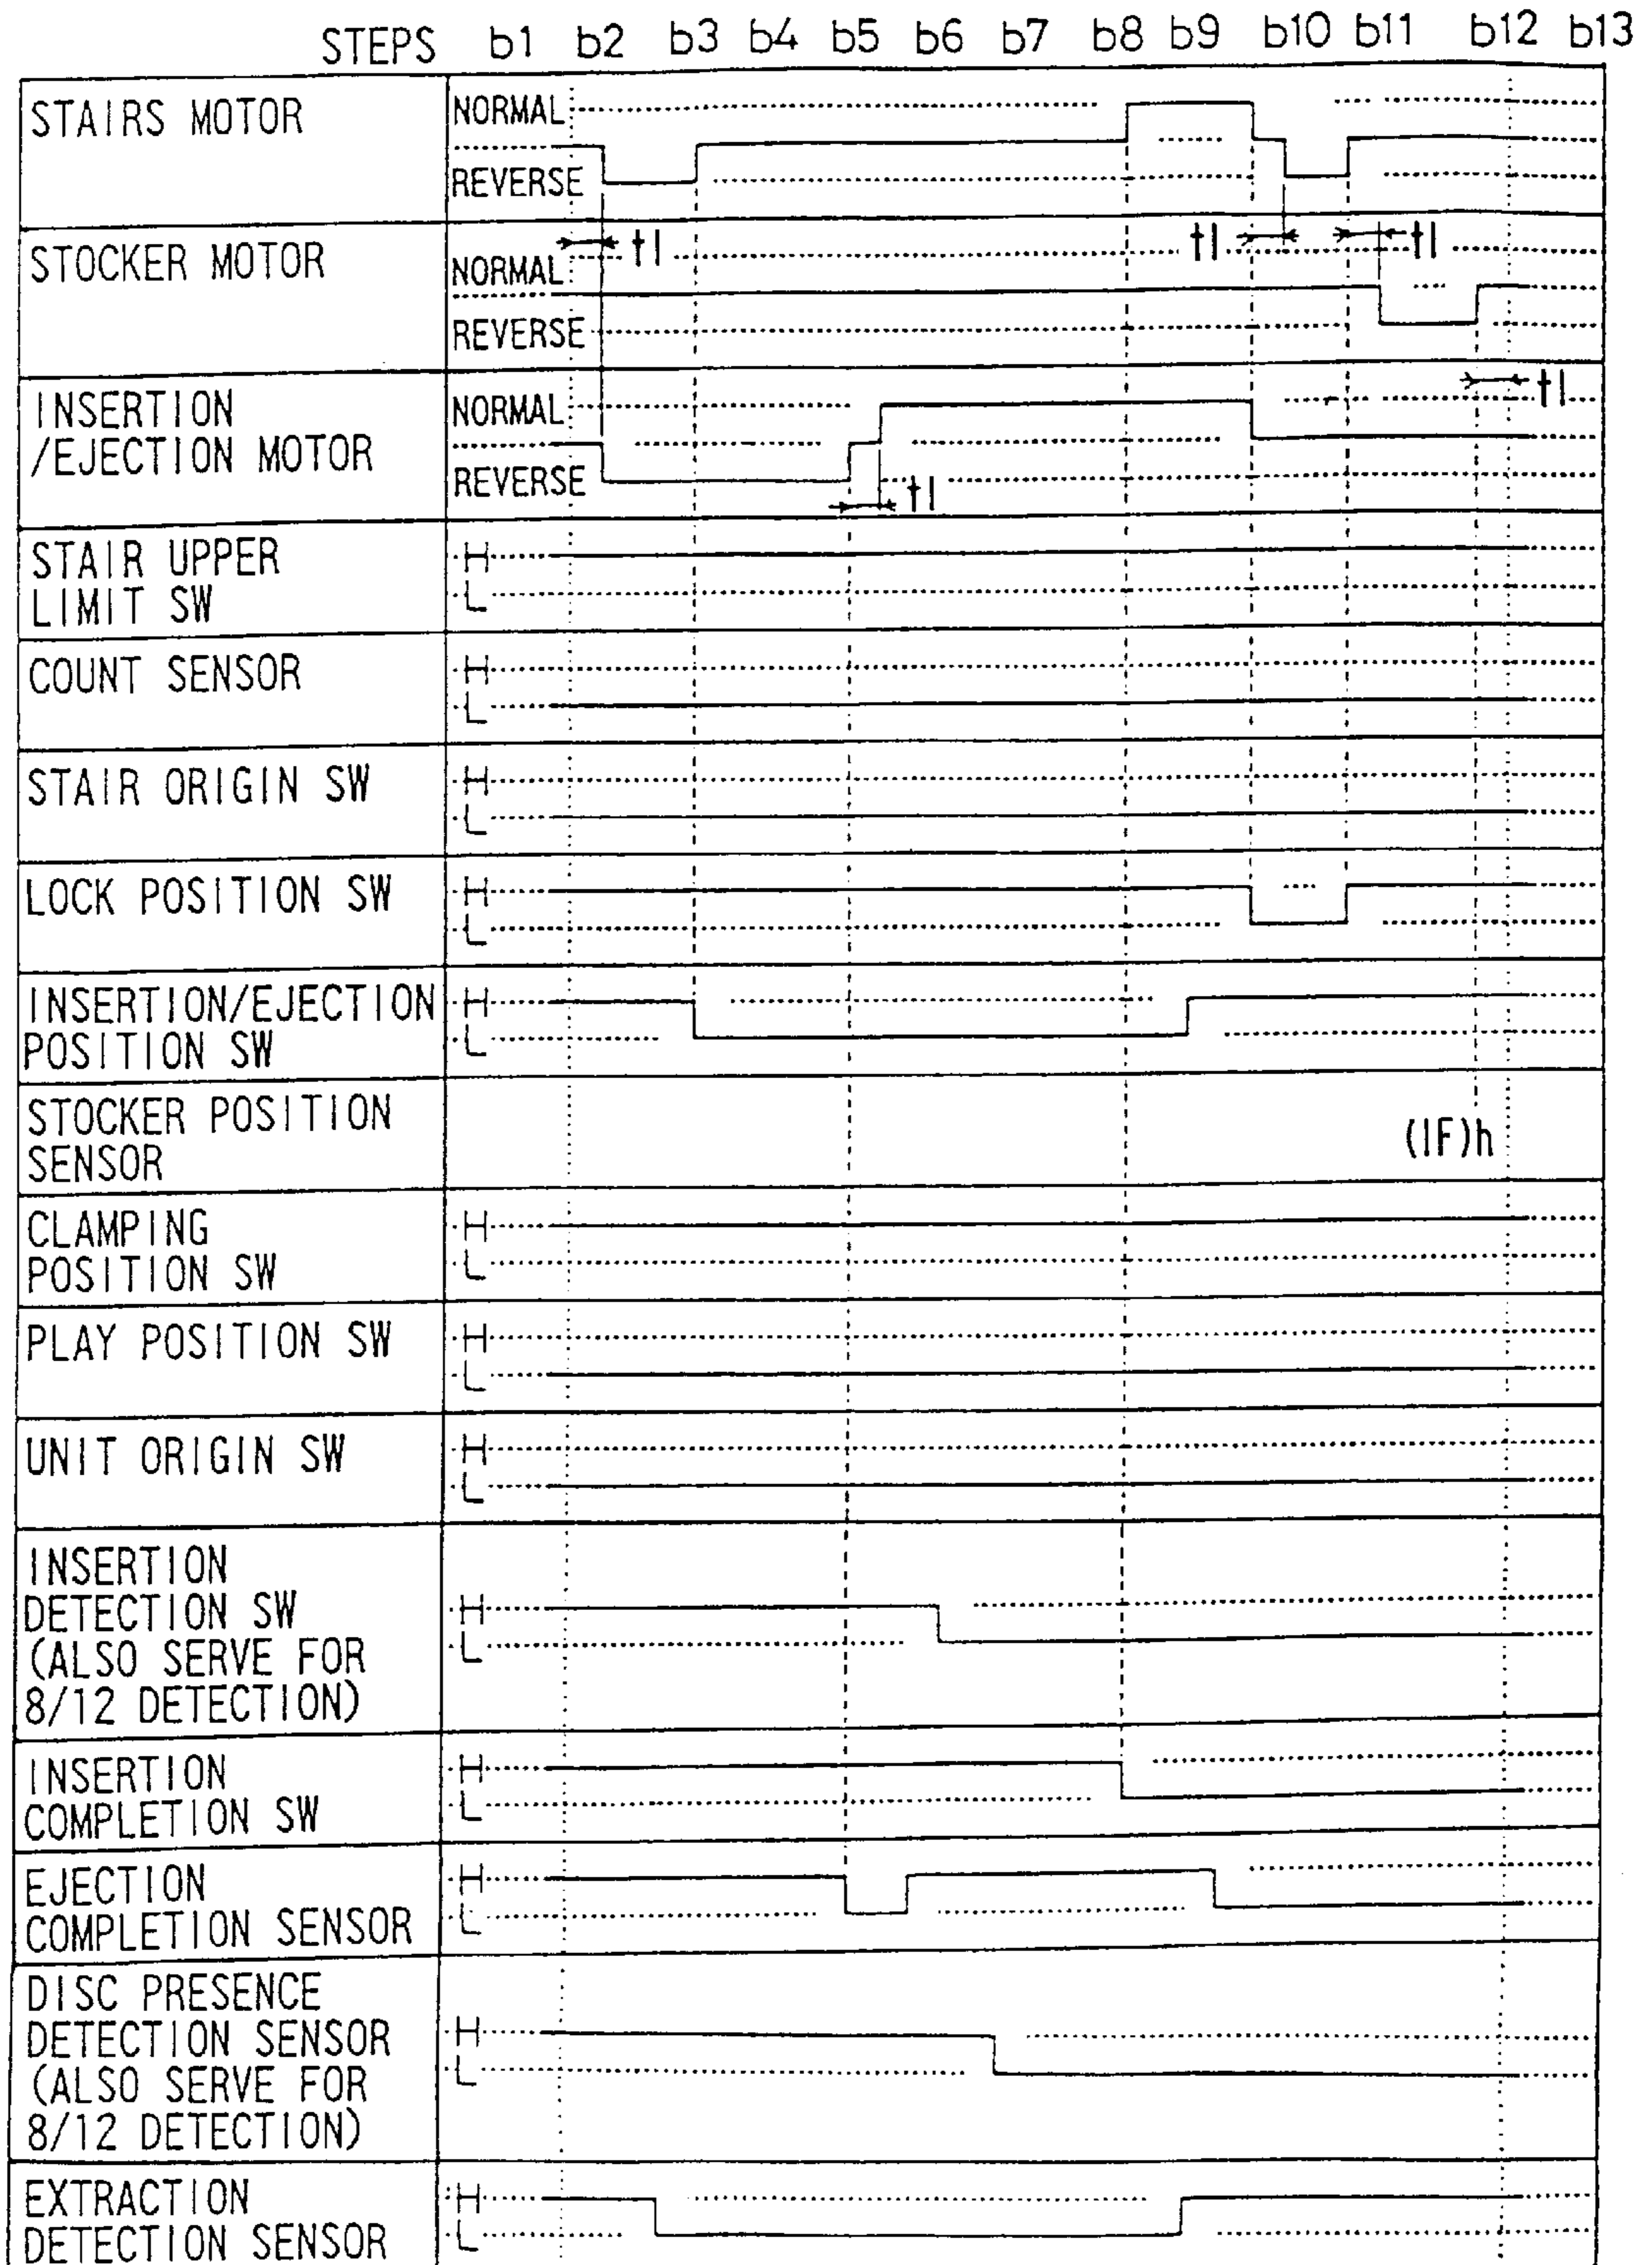 STEPS b1 b2 b3 b4 b5 b6 b7 b8 b9 b10 b11 b12 b13
STAIRS MOTOR
NORMAL
REVERSE
STOCKER MOTOR
t1 t1 t1
NORMAL
REVERSE
INSERTION
/EJECTION MOTOR
t1
NORMAL
REVERSE
t1
STAIR UPPER
LIMIT SW
H
L
COUNT SENSOR
H
L
STAIR ORIGIN SW
H
L
LOCK POSITION SW
H
L
INSERTION/EJECTION
POSITION SW
H
L
STOCKER POSITION
SENSOR
(IF)h
CLAMPING
POSITION SW
H
L
PLAY POSITION SW
H
L
UNIT ORIGIN SW
H
L
INSERTION
DETECTION SW
(ALSO SERVE FOR
8/12 DETECTION)
H
L
INSERTION
COMPLETION SW
H
L
EJECTION
COMPLETION SENSOR
H
L
DISC PRESENCE
DETECTION SENSOR
(ALSO SERVE FOR
8/12 DETECTION)
H
L
EXTRACTION
DETECTION SENSOR
H
L